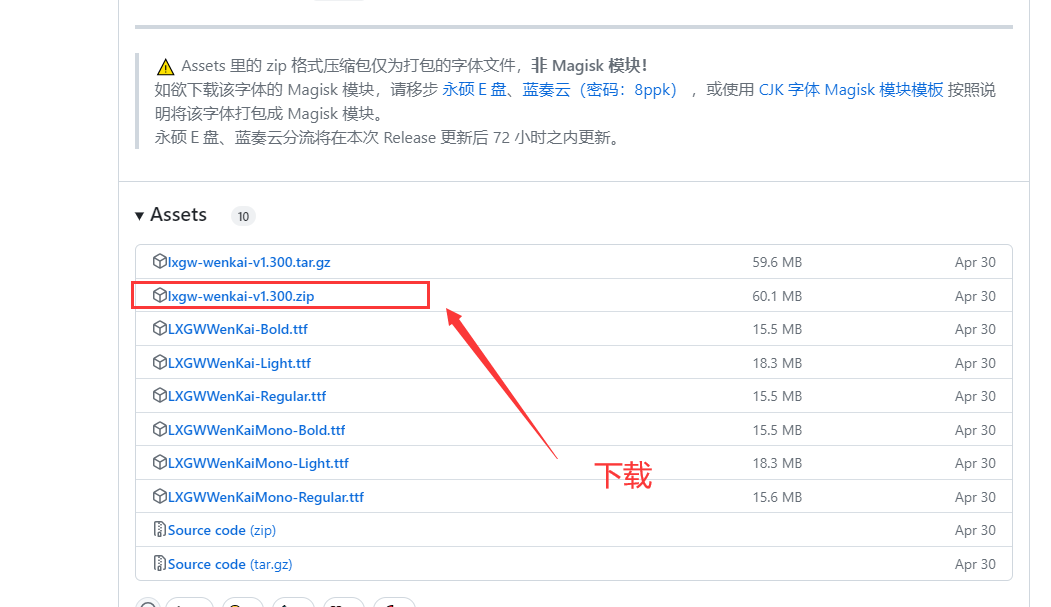 Assets 里的 zip 格式压缩包仅为打包的字体文件，非 Magisk 模块！
如欲下载该字体的 Magisk 模块，请移步 永硕 E 盘、蓝奏云（密码：8ppk），或使用 CJK 字体 Magisk 模块模板 按照说
明将该字体打包成 Magisk 模块。
永硕 E 盘、蓝奏云分流将在本次 Release 更新后 72 小时之内更新。
Assets 10
lxgw-wenkai-v1.300.tar.gz 59.6 MB Apr 30
lxgw-wenkai-v1.300.zip 60.1 MB Apr 30
LXGWWenKai-Bold.ttf 15.5 MB Apr 30
LXGWWenKai-Light.ttf 18.3 MB Apr 30
LXGWWenKai-Regular.ttf 15.5 MB Apr 30
LXGWWenKaiMono-Bold.ttf 15.5 MB Apr 30
LXGWWenKaiMono-Light.ttf 18.3 MB Apr 30
下载
LXGWWenKaiMono-Regular.ttf 15.6 MB Apr 30
Source code (zip) Apr 30
Source code (tar.gz) Apr 30